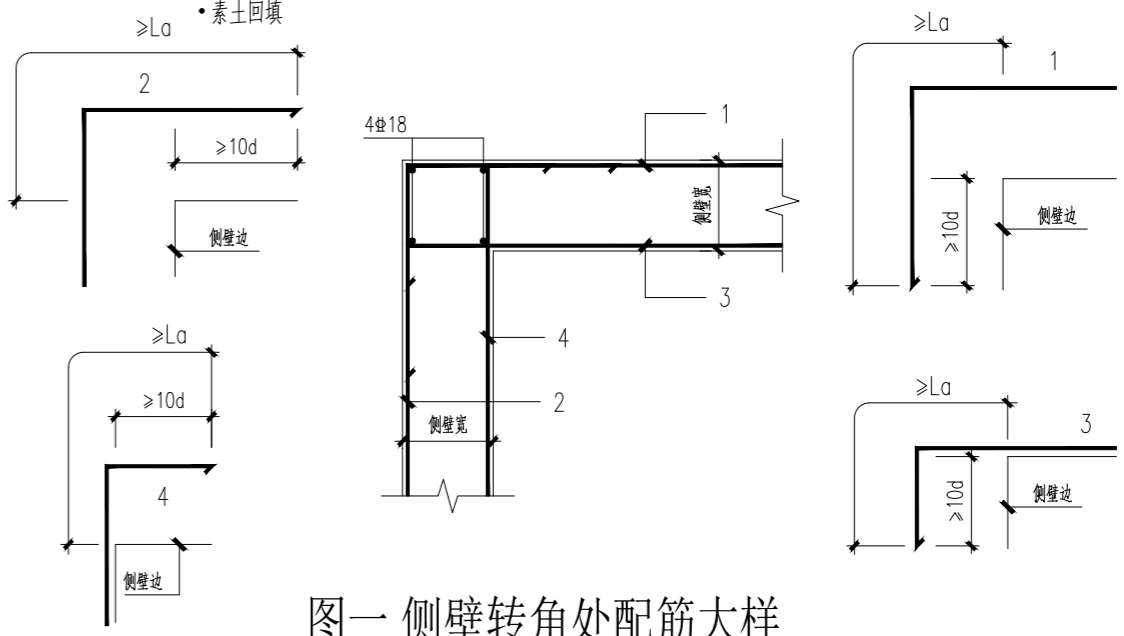 • 素土回填
≥La
2
≥10d
侧壁边
≥La
≥10d
4
侧壁边
4⌽18
1
侧壁宽
3
4
2
侧壁宽
≥La
1
≥10d
侧壁边
≥La
3
≥10d
侧壁边
图一 侧壁转角处配筋大样